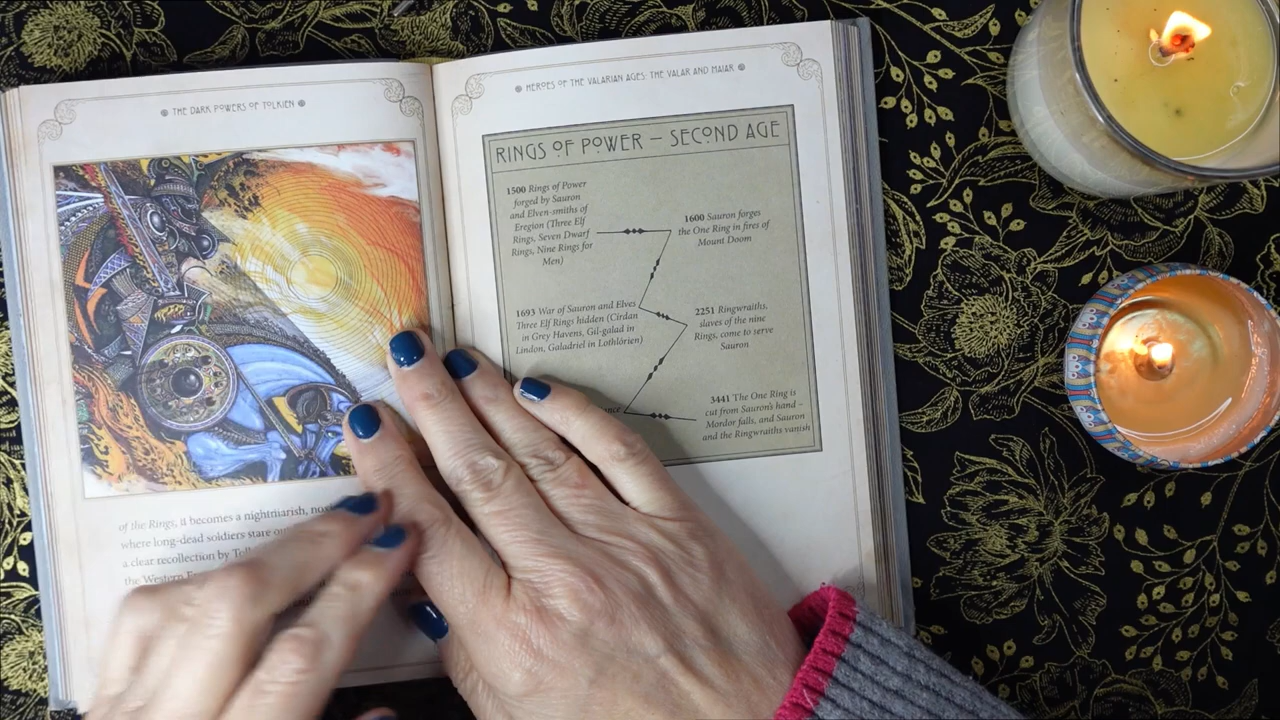 THE DARK POWERS OF TOLKIEN
of the Rings, it becomes a nightmarish,
where long-dead soldiers stare
a clear recollection by
the Western
HEROES OF THE VALARIAN AGES: THE VALAR AND MAIAR
RINGS OF POWER – SECOND AGE
1500 Rings of Power
forged by Sauron
and Elven-smiths of
Eregion (Three Elf
Rings, Seven Dwarf
Rings, Nine Rings for
Men)
1600 Sauron forges
the One Ring in fires of
Mount Doom
1693 War of Sauron and Elves
Three Elf Rings hidden (Círdan
in Grey Havens, Gil-galad in
Lindon, Galadriel in Lothlórien)
2251 Ringwraiths,
slaves of the nine
Rings, come to serve
Sauron
3441 The One Ring is
cut from Sauron's hand –
Mordor falls, and Sauron
and the Ringwraiths vanish